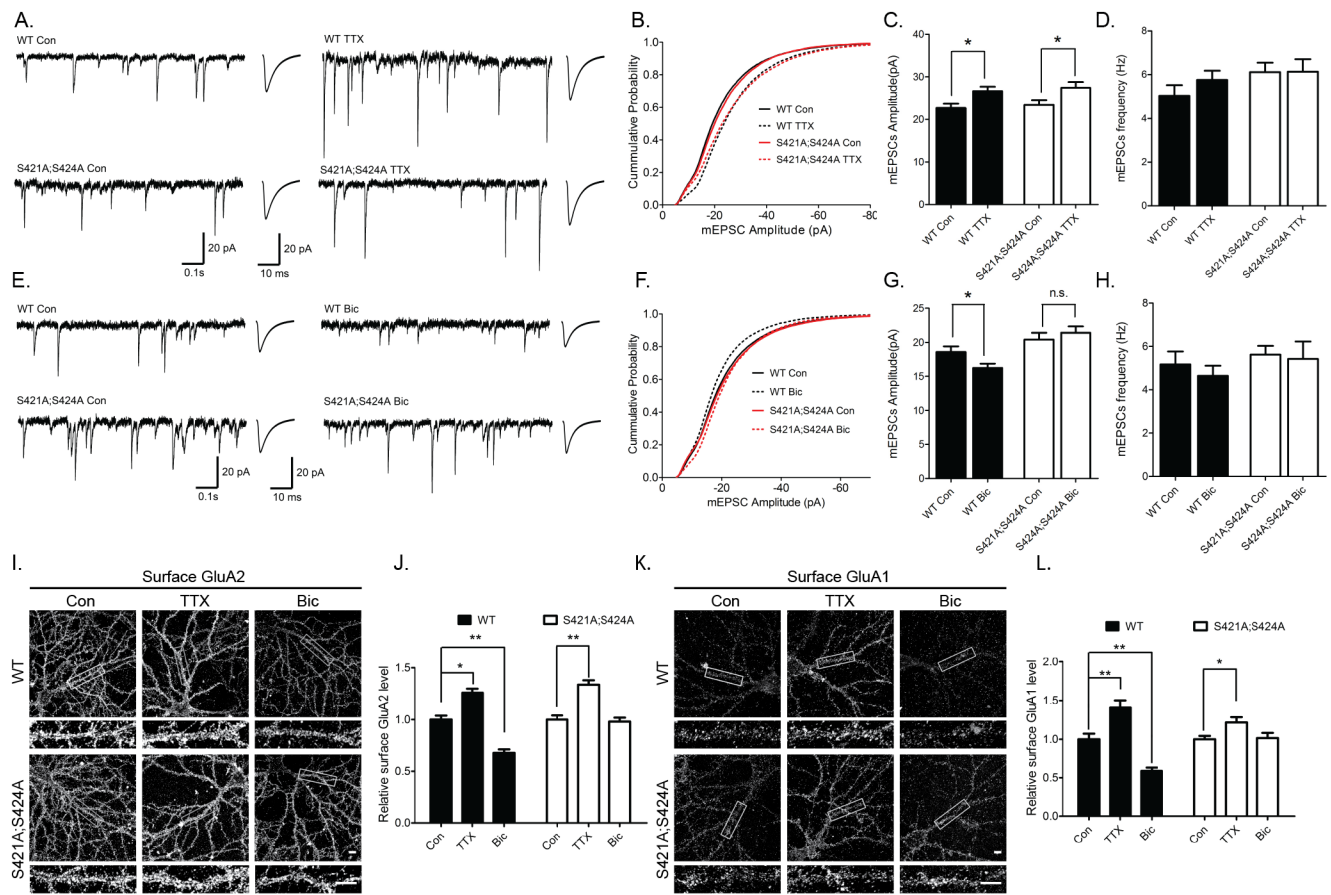 A.
WT Con
WT TTX
S421A;S424A Con
S421A;S424A TTX
20 pA
0.1s
20 pA
10 ms
B.
Cummulative Probability
1.0
0.8
0.6
0.4
0.2
0.0
0
-20
-40
-60
-80
mEPSC Amplitude (pA)
WT Con
WT TTX
S421A;S424A Con
S421A;S424A TTX
C.
mEPSCs Amplitude(pA)
40
30
20
10
0
*
*
WT Con
WT TTX
S421A;S424A Con
S424A;S424A TTX
D.
mEPSCs frequency (Hz)
8
6
4
2
0
WT Con
WT TTX
S421A;S424A Con
S424A;S424A TTX
E.
WT Con
WT Bic
S421A;S424A Con
S421A;S424A Bic
20 pA
0.1s
20 pA
10 ms
F.
Cummulative Probability
1.0
0.8
0.6
0.4
0.2
0.0
0
-20
-40
-60
mEPSC Amplitude (pA)
WT Con
WT Bic
S421A;S424A Con
S421A;S424A Bic
G.
mEPSCs Amplitude(pA)
25
20
15
10
5
0
*
n.s.
WT Con
WT Bic
S421A;S424A Con
S424A;S424A Bic
H.
mEPSCs frequency (Hz)
8
6
4
2
0
WT Con
WT Bic
S421A;S424A Con
S424A;S424A Bic
I.
Surface GluA2
Con
TTX
Bic
WT
S421A;S424A
J.
WT
S421A;S424A
Relative surface GluA2 level
1.5
1.0
0.5
0.0
*
**
**
Con
TTX
Bic
Con
TTX
Bic
K.
Surface GluA1
Con
TTX
Bic
WT
S421A;S424A
L.
WT
S421A;S424A
Relative surface GluA1 level
2.0
1.5
1.0
0.5
0.0
**
**
*
Con
TTX
Bic
Con
TTX
Bic